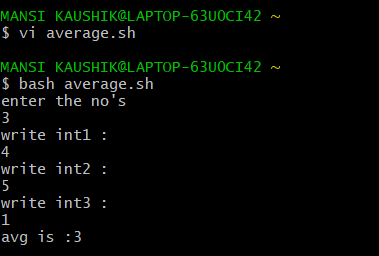 MANSI KAUSHIK@LAPTOP-63UOCI42 ~
$ vi average.sh
MANSI KAUSHIK@LAPTOP-63UOCI42 ~
$ bash average.sh
enter the no's
3
write int1 :
4
write int2 :
5
write int3 :
1
avg is :3